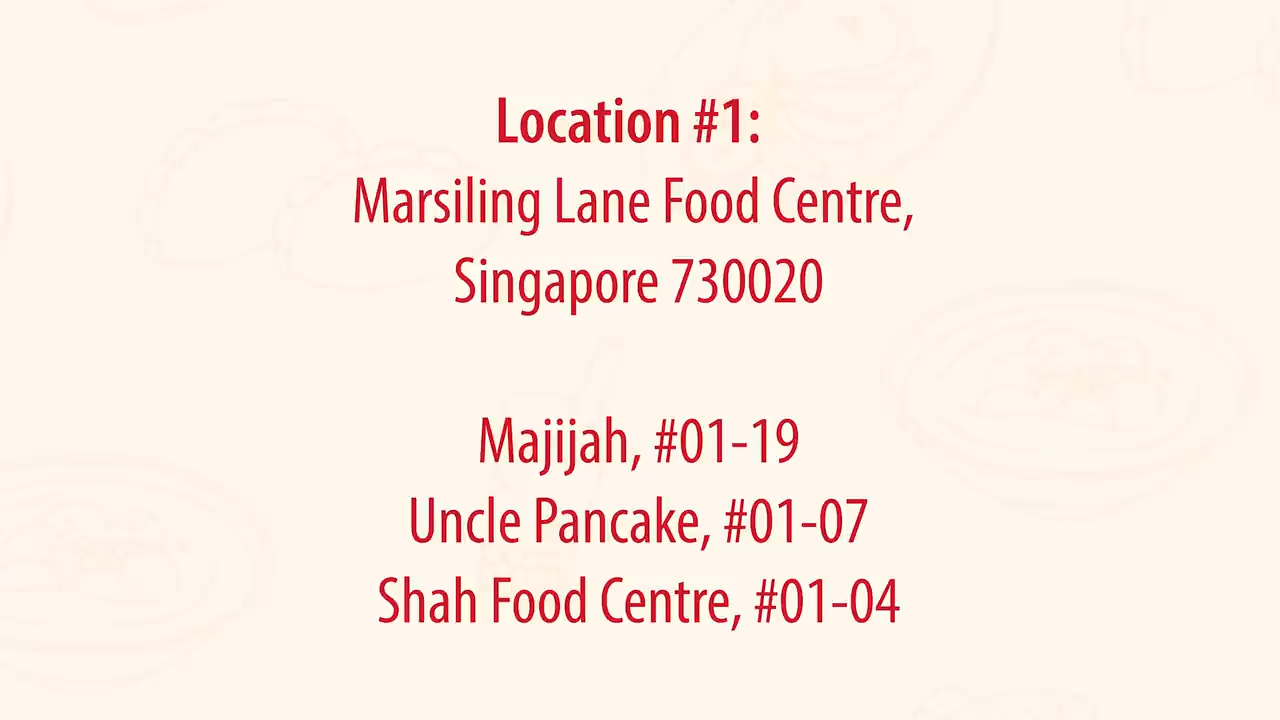 Location #1:
Marsiling Lane Food Centre,
Singapore 730020
Majijah, #01-19
Uncle Pancake, #01-07
Shah Food Centre, #01-04